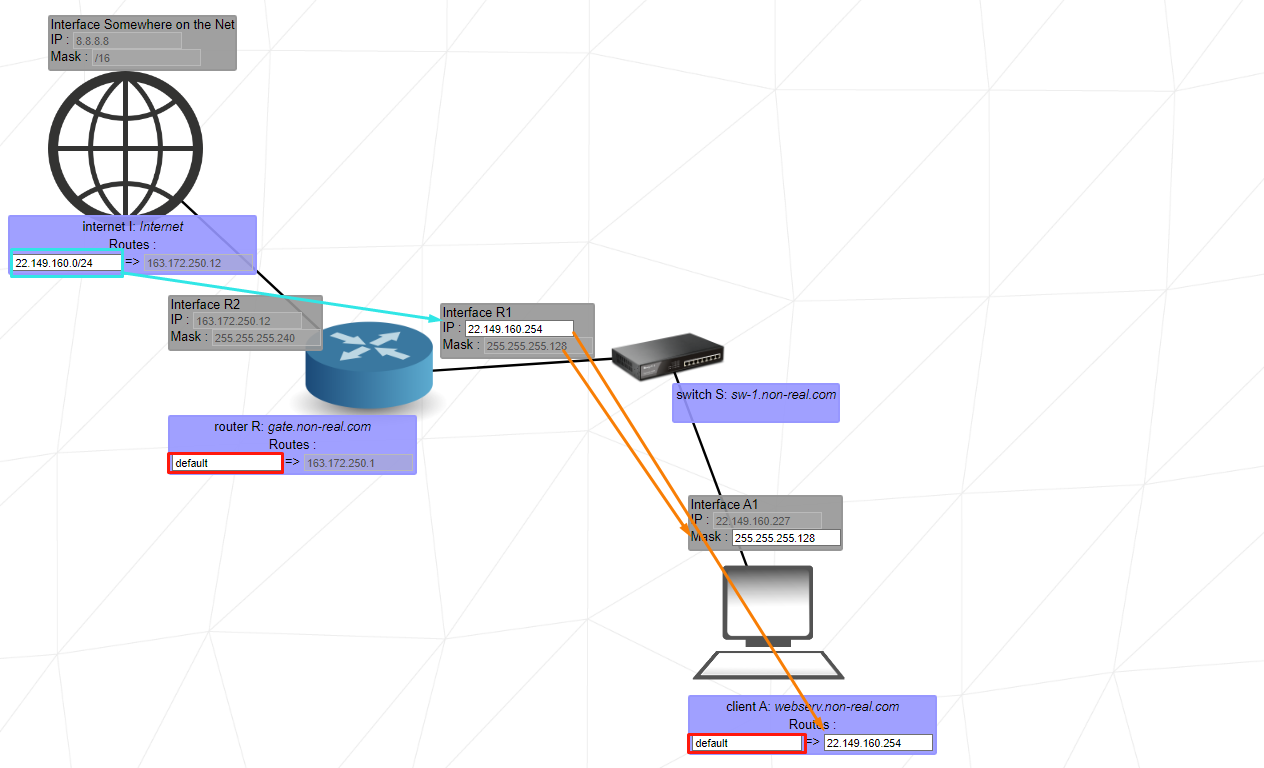 Interface Somewhere on the Net
IP : 8.8.8.8
Mask : /16
internet I: Internet
Routes :
22.149.160.0/24 => 163.172.250.12
Interface R2
IP : 163.172.250.12
Mask : 255.255.255.240
Interface R1
IP : 22.149.160.254
Mask : 255.255.255.128
switch S: sw-1.non-real.com
router R: gate.non-real.com
Routes :
default => 163.172.250.1
Interface A1
IP : 22.149.160.227
Mask : 255.255.255.128
client A: webserv.non-real.com
Routes :
default => 22.149.160.254